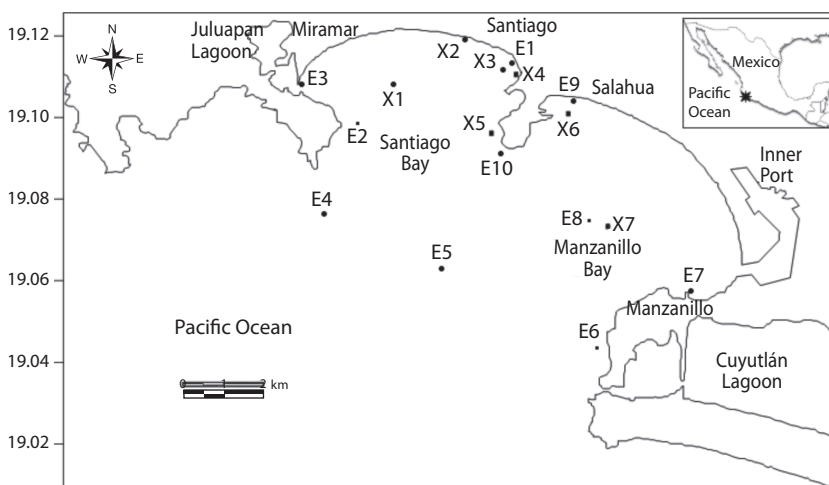 19.12
19.10
19.08
19.06
19.04
19.02
N
W E
S
Juluapan
Lagoon
Miramar
Santiago
X2
X3
E1
X4
E3
X1
E9
Salahua
E2
X5
X6
Santiago
Bay
E10
Inner
Port
E4
E8
X7
E5
Manzanillo
Bay
E7
Manzanillo
Pacific Ocean
E6
Cuyutlán
Lagoon
0 1 2 km
Mexico
Pacific
Ocean